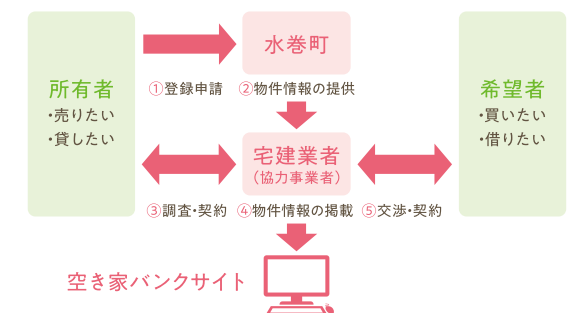 所有者
・売りたい
・貸したい
水巻町
①登録申請
②物件情報の提供
宅建業者
（協力事業者）
希望者
・買いたい
・借りたい
③調査・契約
④物件情報の掲載
⑤交渉・契約
空き家バンクサイト